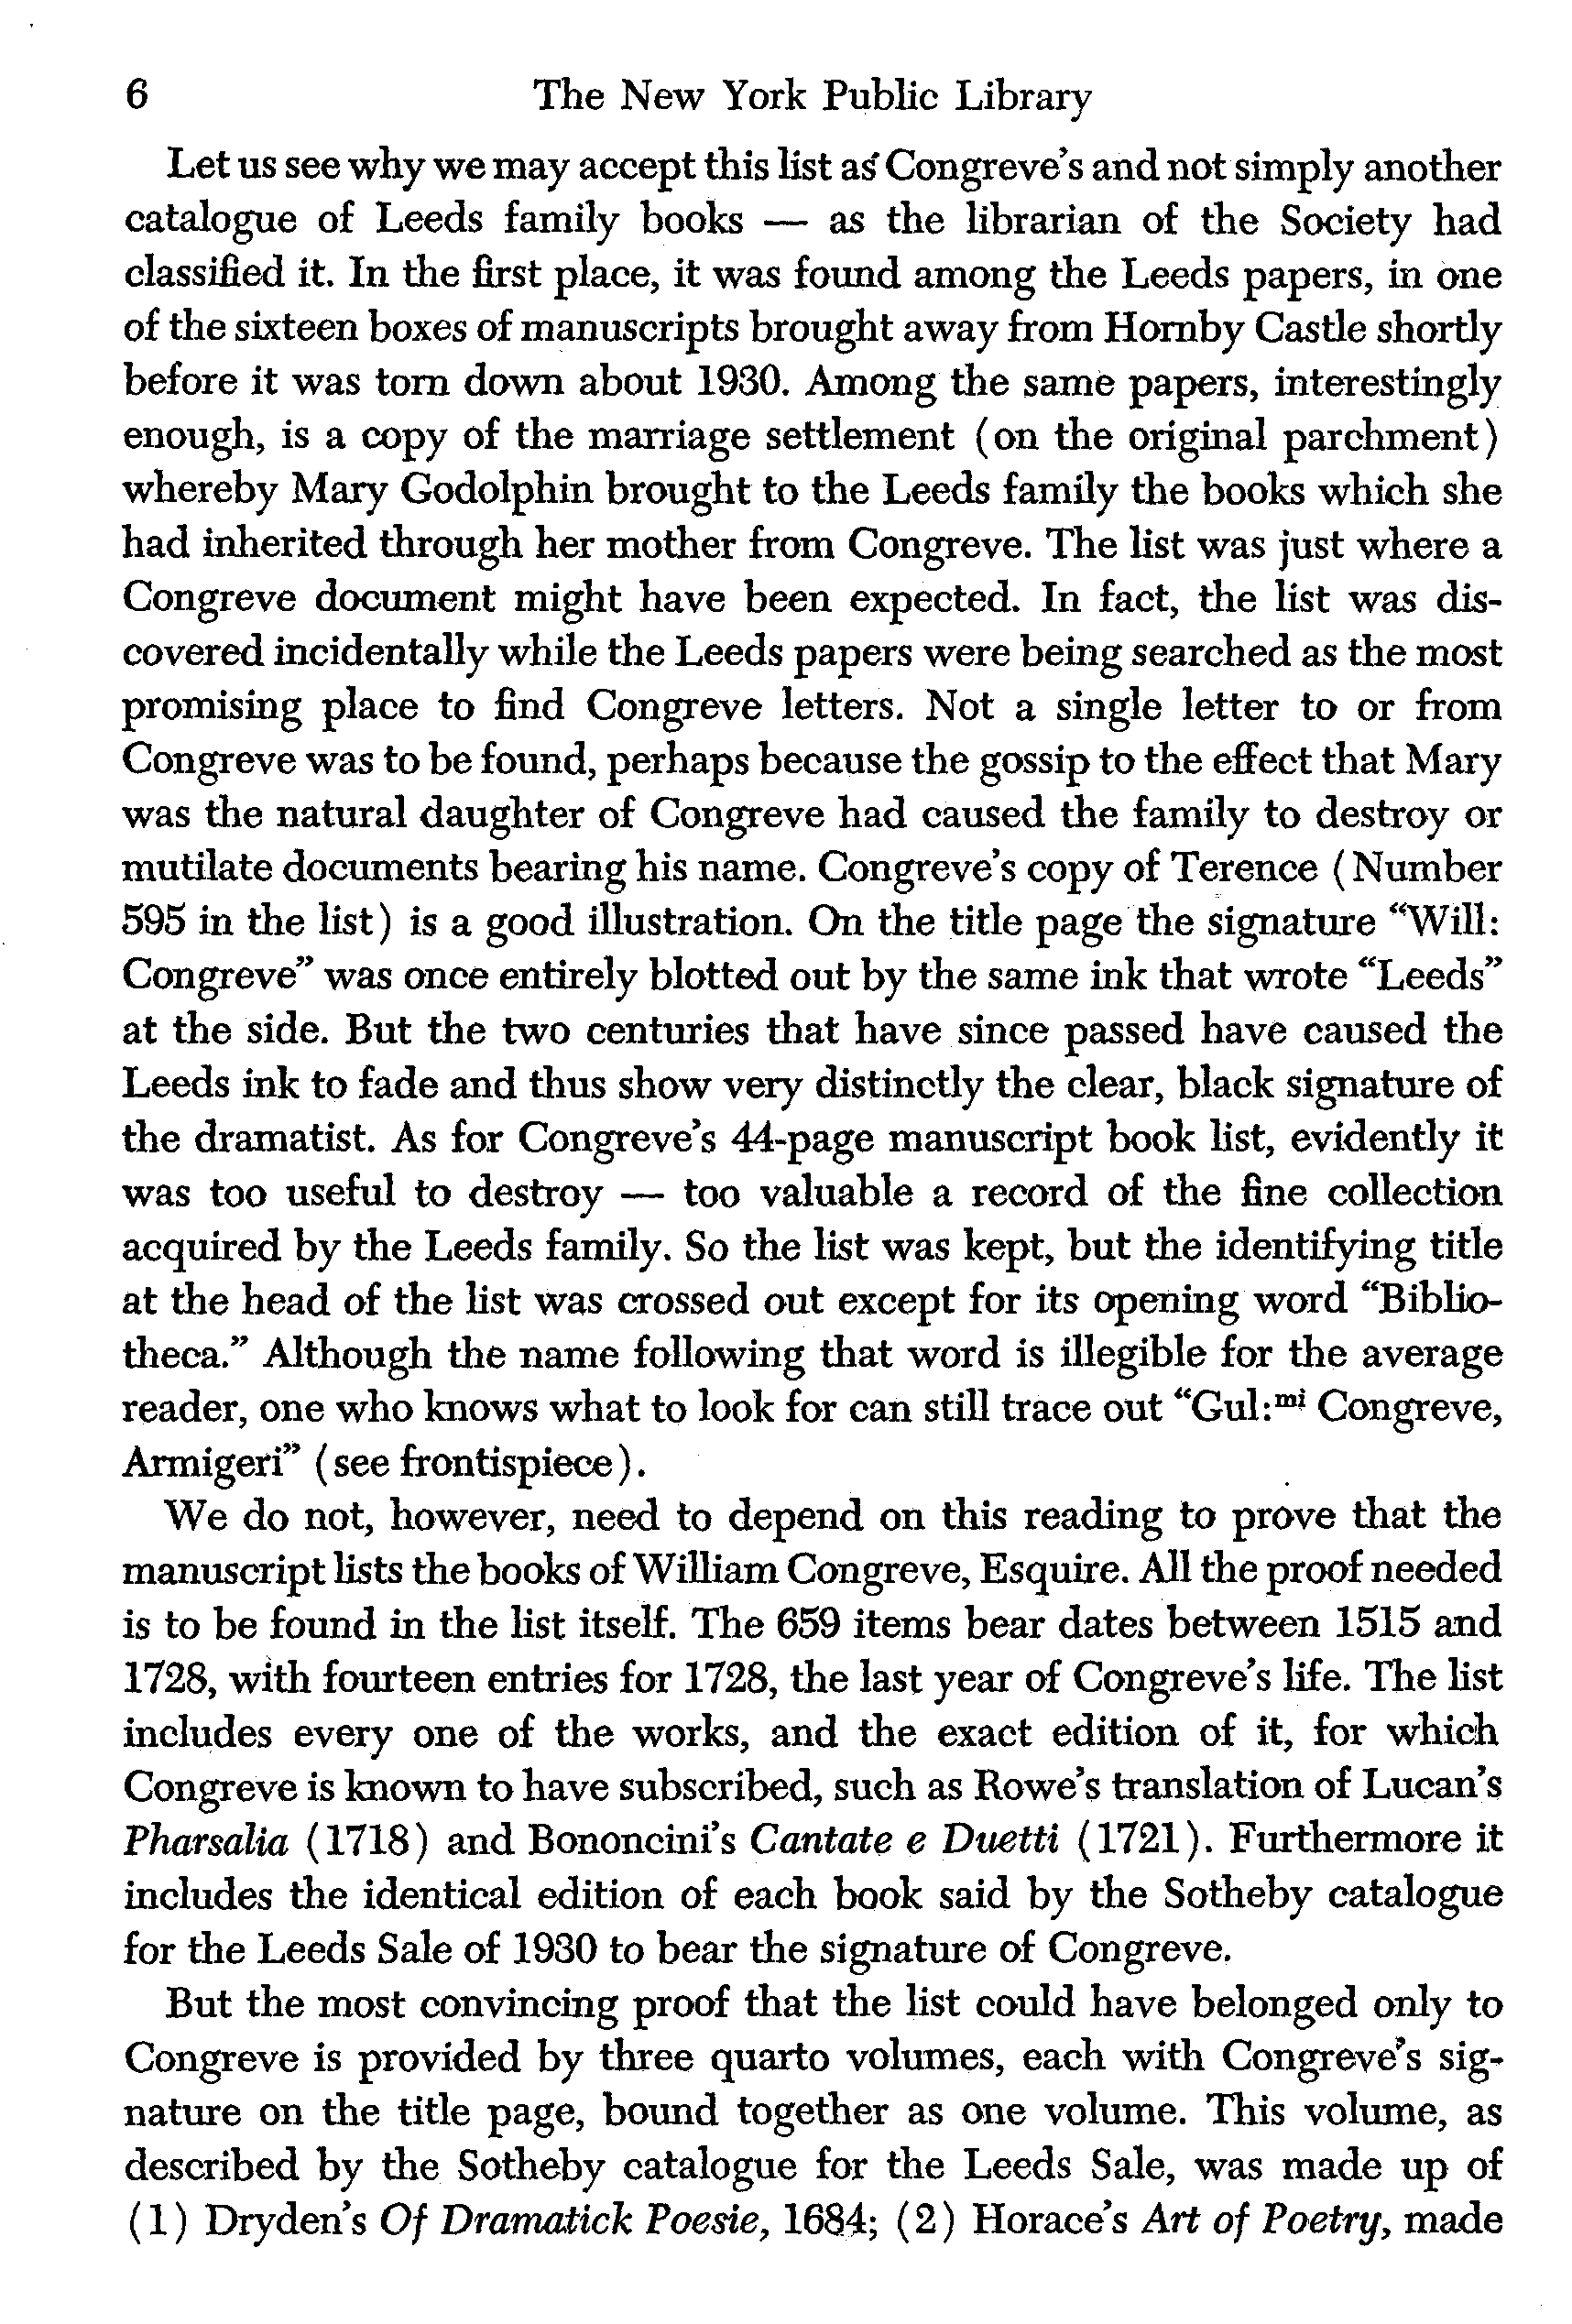 6 The New York Public Library
Let us see why we may accept this list as Congreve's and not simply another
catalogue of Leeds family books — as the librarian of the Society had
classified it. In the first place, it was found among the Leeds papers, in one
of the sixteen boxes of manuscripts brought away from Hornby Castle shortly
before it was torn down about 1930. Among the same papers, interestingly
enough, is a copy of the marriage settlement (on the original parchment)
whereby Mary Godolphin brought to the Leeds family the books which she
had inherited through her mother from Congreve. The list was just where a
Congreve document might have been expected. In fact, the list was dis-
covered incidentally while the Leeds papers were being searched as the most
promising place to find Congreve letters. Not a single letter to or from
Congreve was to be found, perhaps because the gossip to the effect that Mary
was the natural daughter of Congreve had caused the family to destroy or
mutilate documents bearing his name. Congreve's copy of Terence (Number
595 in the list) is a good illustration. On the title page the signature "Will:
Congreve" was once entirely blotted out by the same ink that wrote "Leeds"
at the side. But the two centuries that have since passed have caused the
Leeds ink to fade and thus show very distinctly the clear, black signature of
the dramatist. As for Congreve's 44-page manuscript book list, evidently it
was too useful to destroy — too valuable a record of the fine collection
acquired by the Leeds family. So the list was kept, but the identifying title
at the head of the list was crossed out except for its opening word "Biblio-
theca." Although the name following that word is illegible for the average
reader, one who knows what to look for can still trace out "Gul:ᵐⁱ Congreve,
Armigeri" (see frontispiece).
We do not, however, need to depend on this reading to prove that the
manuscript lists the books of William Congreve, Esquire. All the proof needed
is to be found in the list itself. The 659 items bear dates between 1515 and
1728, with fourteen entries for 1728, the last year of Congreve's life. The list
includes every one of the works, and the exact edition of it, for which
Congreve is known to have subscribed, such as Rowe's translation of Lucan's
Pharsalia (1718) and Bononcini's Cantate e Duetti (1721). Furthermore it
includes the identical edition of each book said by the Sotheby catalogue
for the Leeds Sale of 1930 to bear the signature of Congreve.
But the most convincing proof that the list could have belonged only to
Congreve is provided by three quarto volumes, each with Congreve's sig-
nature on the title page, bound together as one volume. This volume, as
described by the Sotheby catalogue for the Leeds Sale, was made up of
(1) Dryden's Of Dramatick Poesie, 1684; (2) Horace's Art of Poetry, made